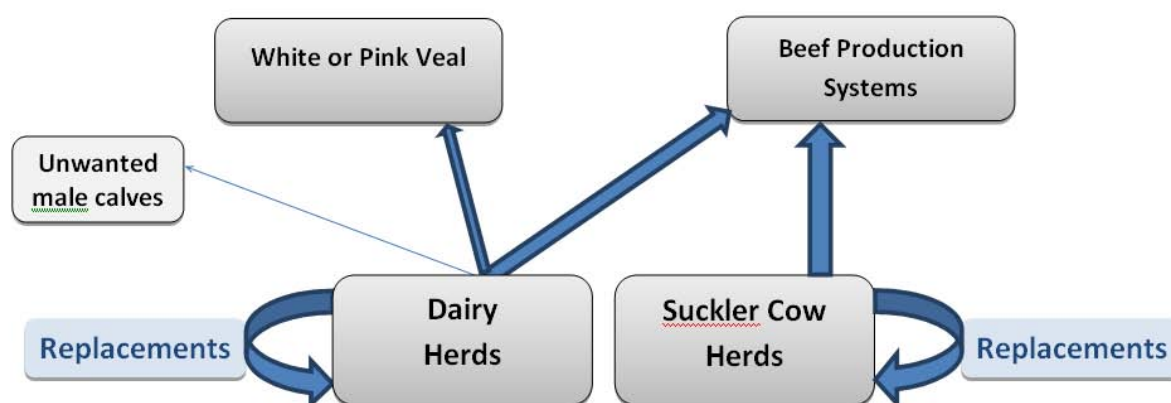 White or Pink Veal
Beef Production
Systems
Unwanted
male calves
Dairy
Herds
Suckler Cow
Herds
Replacements
Replacements